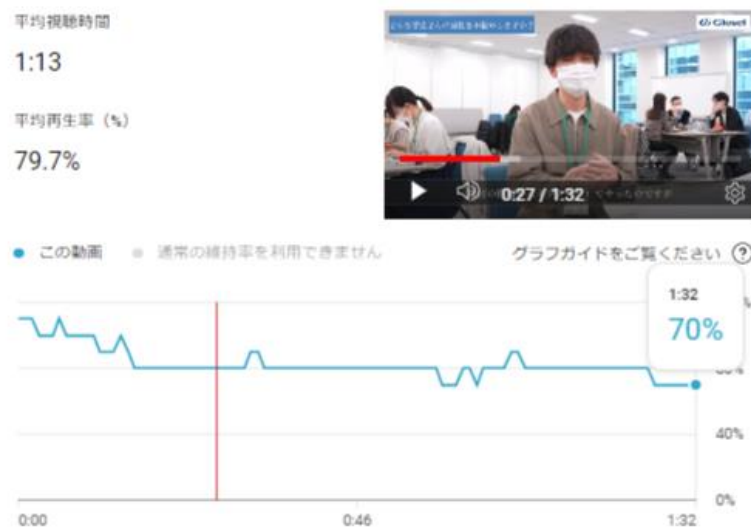 平均視聴時間
1:13
平均再生率 (%)
79.7%
0:27 / 1:32
この動画
通常の維持率を利用できません
グラフガイドをご覧ください ?
1:32
70%
40%
0%
0:00
0:46
1:32